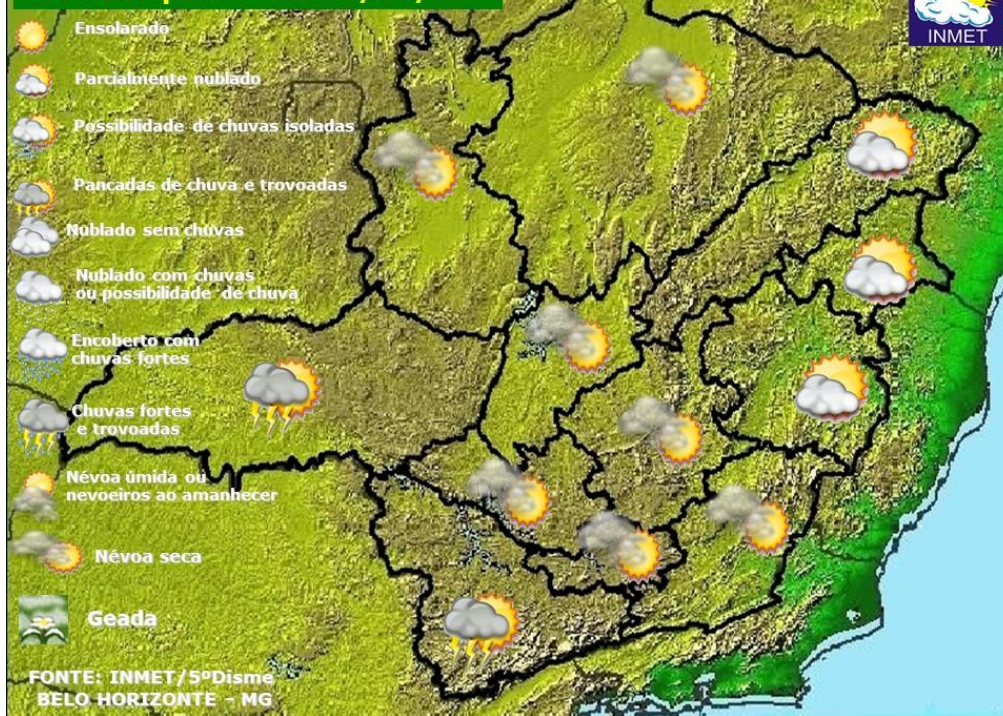 Ensolarado
INMET
Parcialmente nublado
Possibilidade de chuvas isoladas
Pancadas de chuva e trovoadas
Nublado sem chuvas
Nublado com chuvas
ou possibilidade de chuva
Encoberto com
chuvas fortes
Chuvas fortes
e trovoadas
Névoa úmida ou
nevoeiros ao amanhecer
Névoa seca
Geada
FONTE: INMET/5ºDisme
BELO HORIZONTE - MG